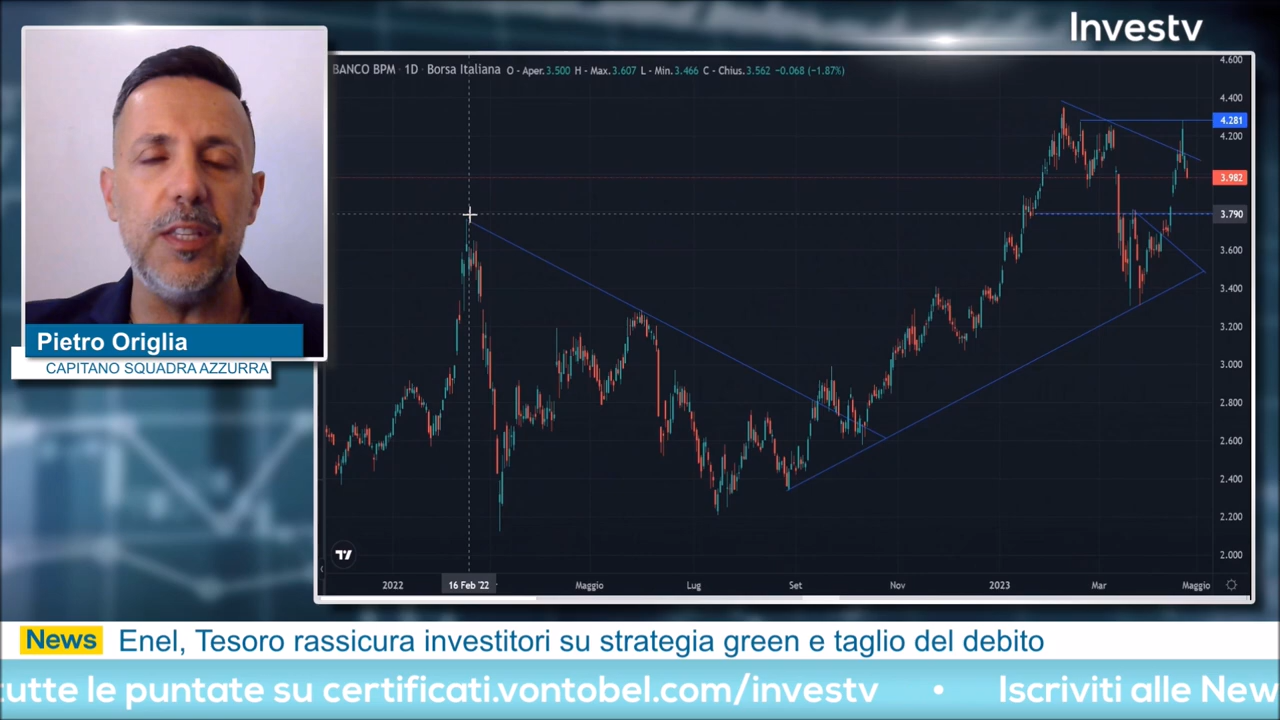 Investv
BANCO BPM · 1D · Borsa Italiana O - Aper.3.500 H - Max.3.607 L - Min.3.466 C - Chius.3.562 −0.068 (−1.87%)
4.600
4.400
4.281
4.200
3.982
3.790
3.600
3.400
3.200
3.000
2.800
2.600
2.400
2.200
2.000
Pietro Origlia
CAPITANO SQUADRA AZZURRA
2022 16 Feb '22 Maggio Lug Set Nov 2023 Mar Maggio
News Enel, Tesoro rassicura investitori su strategia green e taglio del debito
tutte le puntate su certificati.vontobel.com/investv • Iscriviti alle New